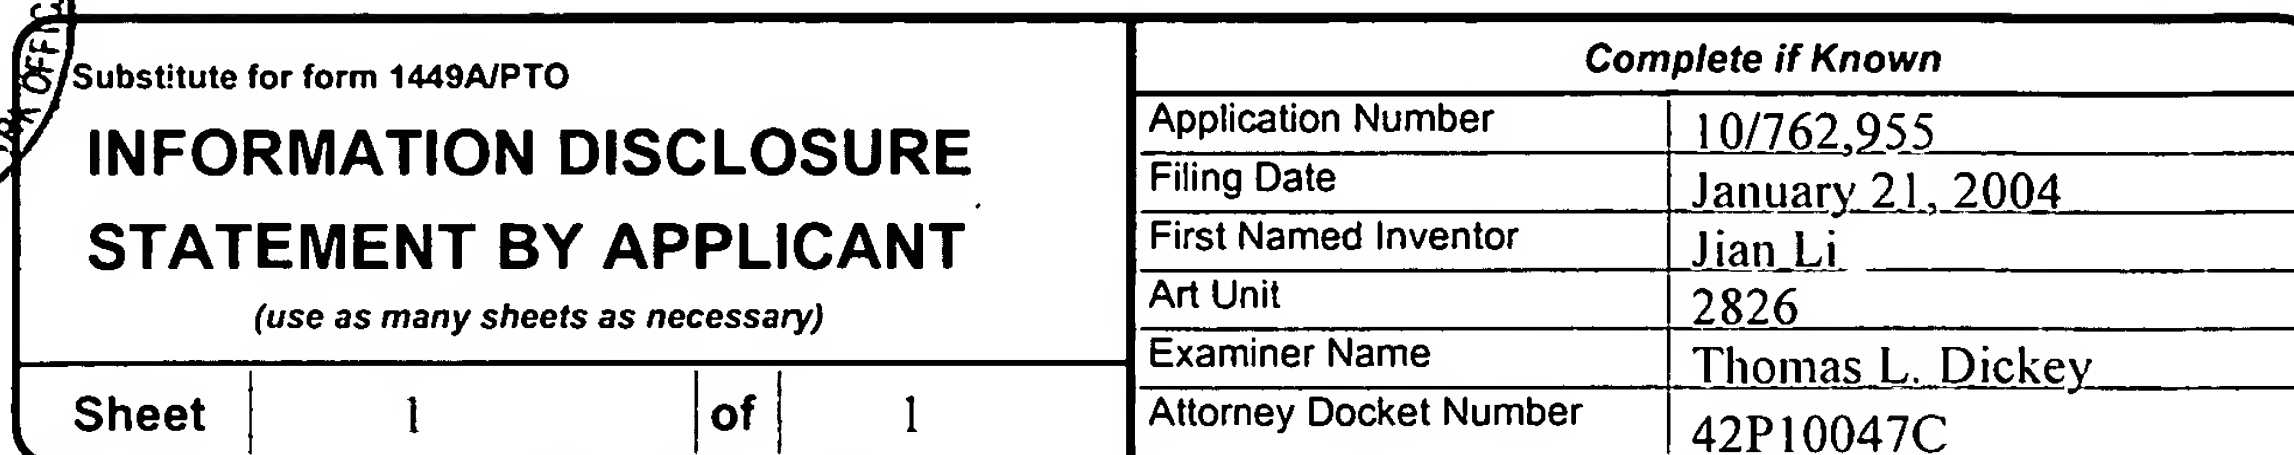 Substitute for form 1449A/PTO
INFORMATION DISCLOSURE
STATEMENT BY APPLICANT
(use as many sheets as necessary)
Sheet 1 of 1
Complete if Known
Application Number 10/762,955
Filing Date January 21, 2004
First Named Inventor Jian Li
Art Unit 2826
Examiner Name Thomas L. Dickey
Attorney Docket Number 42P10047C